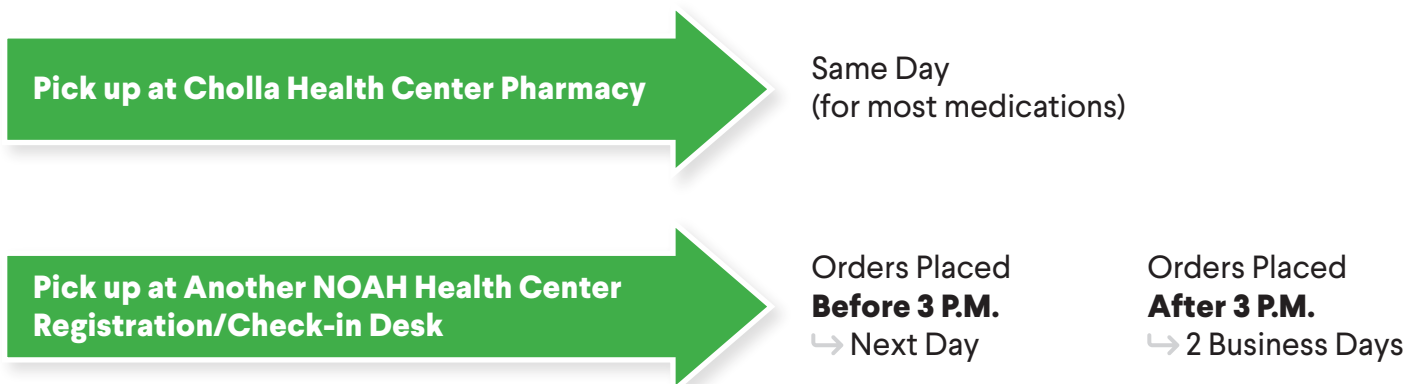 Pick up at Cholla Health Center Pharmacy
Same Day
(for most medications)
Pick up at Another NOAH Health Center
Registration/Check-in Desk
Orders Placed
Before 3 P.M.
↳ Next Day
Orders Placed
After 3 P.M.
↳ 2 Business Days